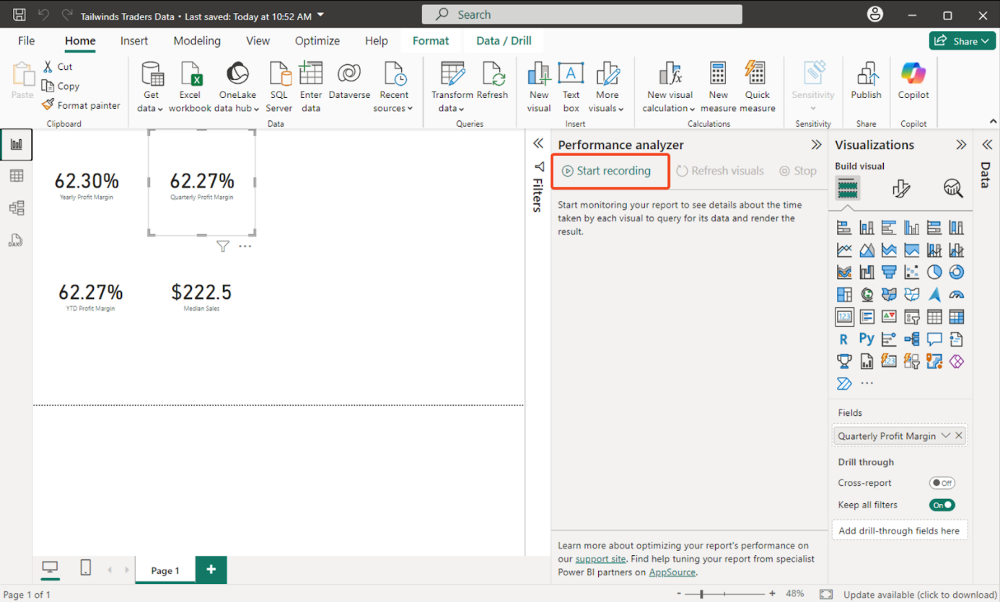 Tailwinds Traders Data • Last saved: Today at 10:52 AM
Search
File Home Insert Modeling View Optimize Help Format Data / Drill
Share
Paste
Cut
Copy
Format painter
Clipboard
Get data
Excel workbook
OneLake data hub
SQL Server
Enter data
Dataverse
Recent sources
Data
Transform data
Refresh
Queries
New visual
Text box
More visuals
Insert
New visual calculation
New measure
Quick measure
Calculations
Sensitivity
Sensitivity
Publish
Share
Copilot
Copilot
DAX
62.30%
Yearly Profit Margin
62.27%
Quarterly Profit Margin
62.27%
YTD Profit Margin
$222.5
Median Sales
Filters
Performance analyzer
Start recording
Refresh visuals
Stop
Start monitoring your report to see details about the time
taken by each visual to query for its data and render the
result.
Learn more about optimizing your report's performance on
our support site. Find help tuning your report from specialist
Power BI partners on AppSource.
Visualizations
Build visual
123
R
Py
123
Fields
Quarterly Profit Margin
Drill through
Cross-report
Off
Keep all filters
On
Add drill-through fields here
Data
Page 1
+
Page 1 of 1
- + 48%
Update available (click to download)